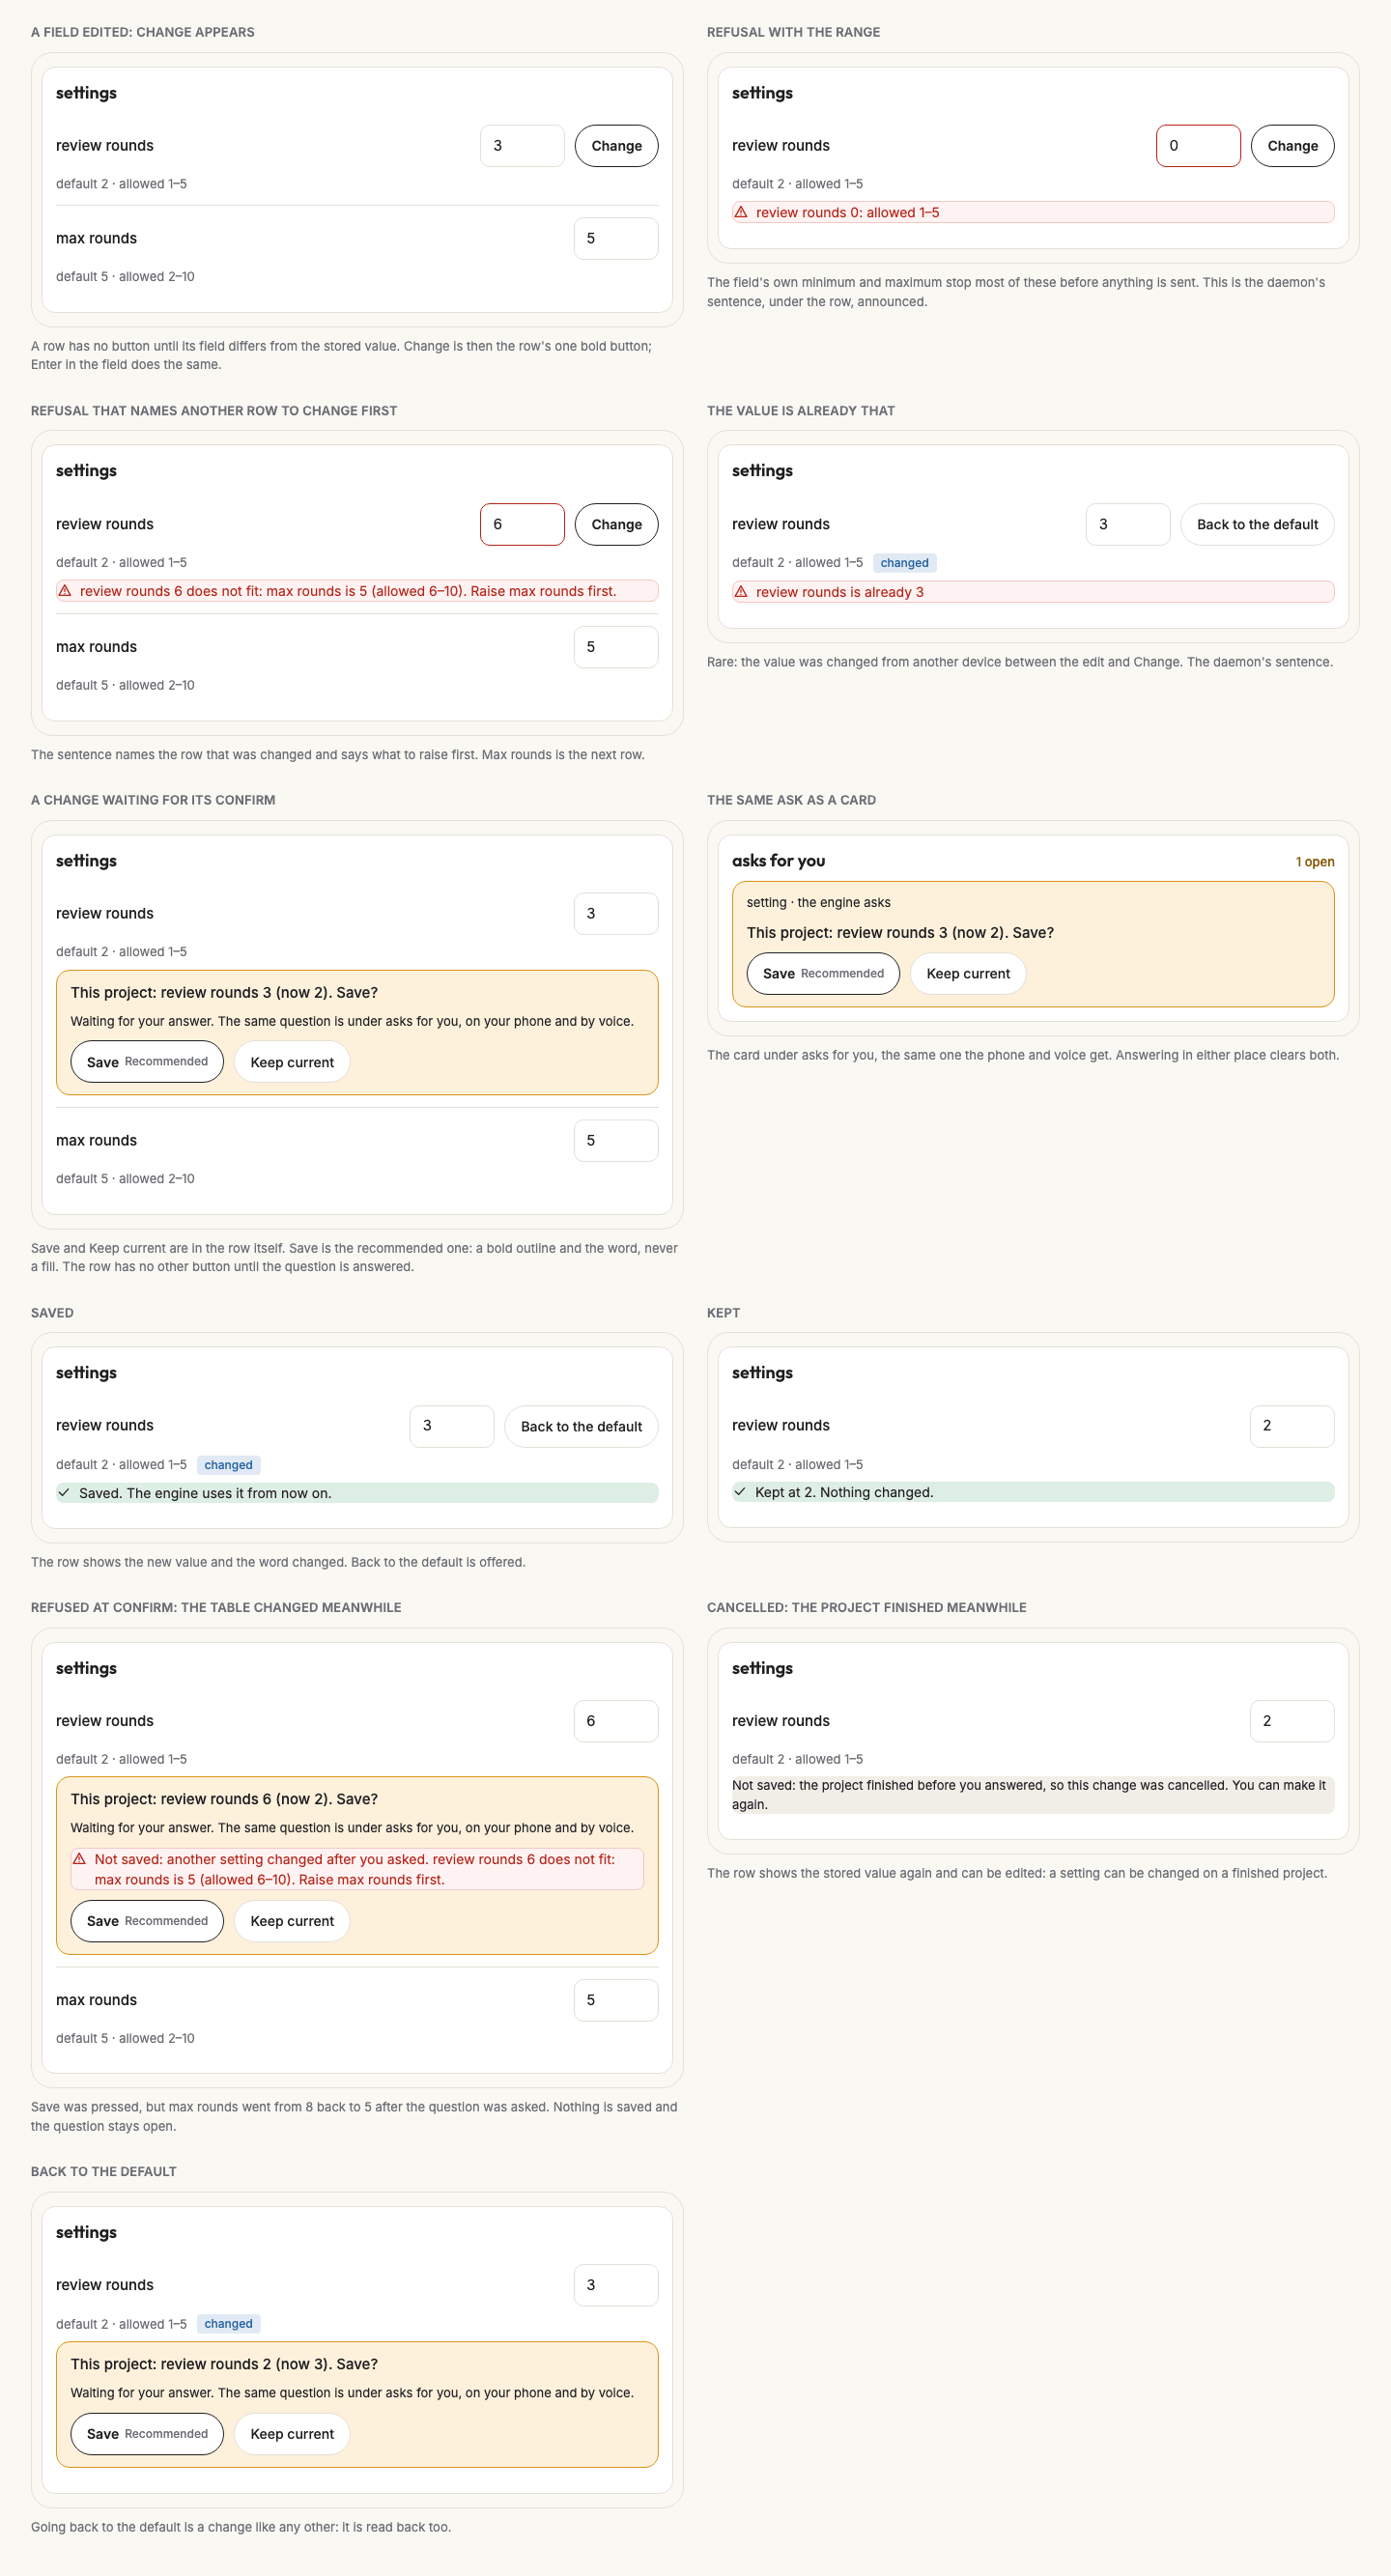 A FIELD EDITED: CHANGE APPEARS
settings
review rounds
3
Change
default 2 · allowed 1–5
max rounds
5
default 5 · allowed 2–10
A row has no button until its field differs from the stored value. Change is then the row's one bold button;
Enter in the field does the same.
REFUSAL WITH THE RANGE
settings
review rounds
0
Change
default 2 · allowed 1–5
review rounds 0: allowed 1–5
The field's own minimum and maximum stop most of these before anything is sent. This is the daemon's
sentence, under the row, announced.
REFUSAL THAT NAMES ANOTHER ROW TO CHANGE FIRST
settings
review rounds
6
Change
default 2 · allowed 1–5
review rounds 6 does not fit: max rounds is 5 (allowed 6–10). Raise max rounds first.
max rounds
5
default 5 · allowed 2–10
The sentence names the row that was changed and says what to raise first. Max rounds is the next row.
THE VALUE IS ALREADY THAT
settings
review rounds
3
Back to the default
default 2 · allowed 1–5 changed
review rounds is already 3
Rare: the value was changed from another device between the edit and Change. The daemon's sentence.
A CHANGE WAITING FOR ITS CONFIRM
settings
review rounds
3
default 2 · allowed 1–5
This project: review rounds 3 (now 2). Save?
Waiting for your answer. The same question is under asks for you, on your phone and by voice.
Save Recommended
Keep current
max rounds
5
default 5 · allowed 2–10
Save and Keep current are in the row itself. Save is the recommended one: a bold outline and the word, never
a fill. The row has no other button until the question is answered.
THE SAME ASK AS A CARD
asks for you
1 open
setting · the engine asks
This project: review rounds 3 (now 2). Save?
Save Recommended
Keep current
The card under asks for you, the same one the phone and voice get. Answering in either place clears both.
SAVED
settings
review rounds
3
Back to the default
default 2 · allowed 1–5 changed
Saved. The engine uses it from now on.
The row shows the new value and the word changed. Back to the default is offered.
KEPT
settings
review rounds
2
default 2 · allowed 1–5
Kept at 2. Nothing changed.
REFUSED AT CONFIRM: THE TABLE CHANGED MEANWHILE
settings
review rounds
6
default 2 · allowed 1–5
This project: review rounds 6 (now 2). Save?
Waiting for your answer. The same question is under asks for you, on your phone and by voice.
Not saved: another setting changed after you asked. review rounds 6 does not fit:
max rounds is 5 (allowed 6–10). Raise max rounds first.
Save Recommended
Keep current
max rounds
5
default 5 · allowed 2–10
Save was pressed, but max rounds went from 8 back to 5 after the question was asked. Nothing is saved and
the question stays open.
CANCELLED: THE PROJECT FINISHED MEANWHILE
settings
review rounds
2
default 2 · allowed 1–5
Not saved: the project finished before you answered, so this change was cancelled. You can make it
again.
The row shows the stored value again and can be edited: a setting can be changed on a finished project.
BACK TO THE DEFAULT
settings
review rounds
3
default 2 · allowed 1–5 changed
This project: review rounds 2 (now 3). Save?
Waiting for your answer. The same question is under asks for you, on your phone and by voice.
Save Recommended
Keep current
Going back to the default is a change like any other: it is read back too.